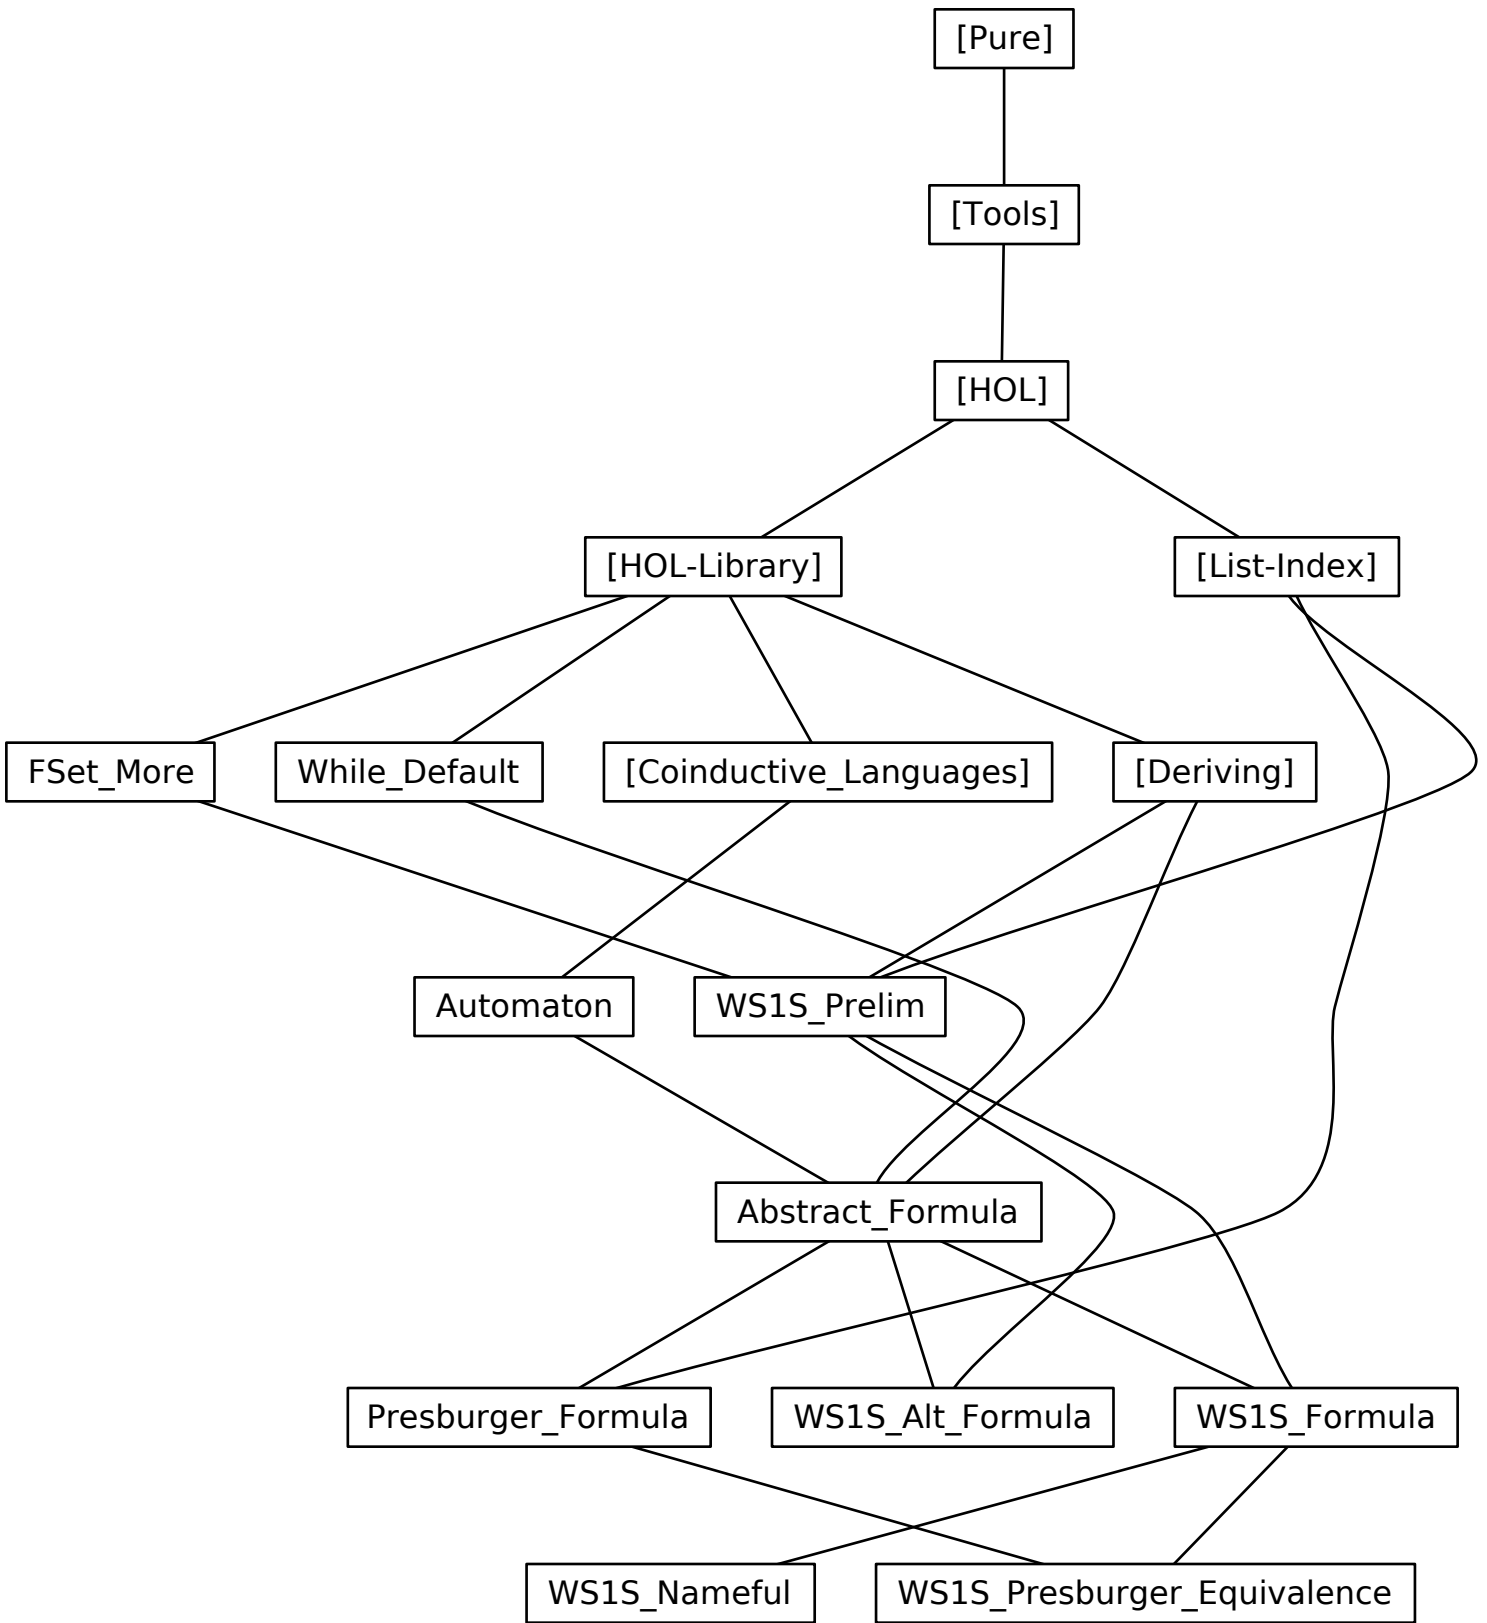 [Pure]
[Tools]
[HOL]
[HOL-Library]
[List-Index]
FSet_More
While_Default
[Coinductive_Languages]
[Deriving]
Automaton
WS1S_Prelim
Abstract_Formula
Presburger_Formula
WS1S_Alt_Formula
WS1S_Formula
WS1S_Nameful
WS1S_Presburger_Equivalence